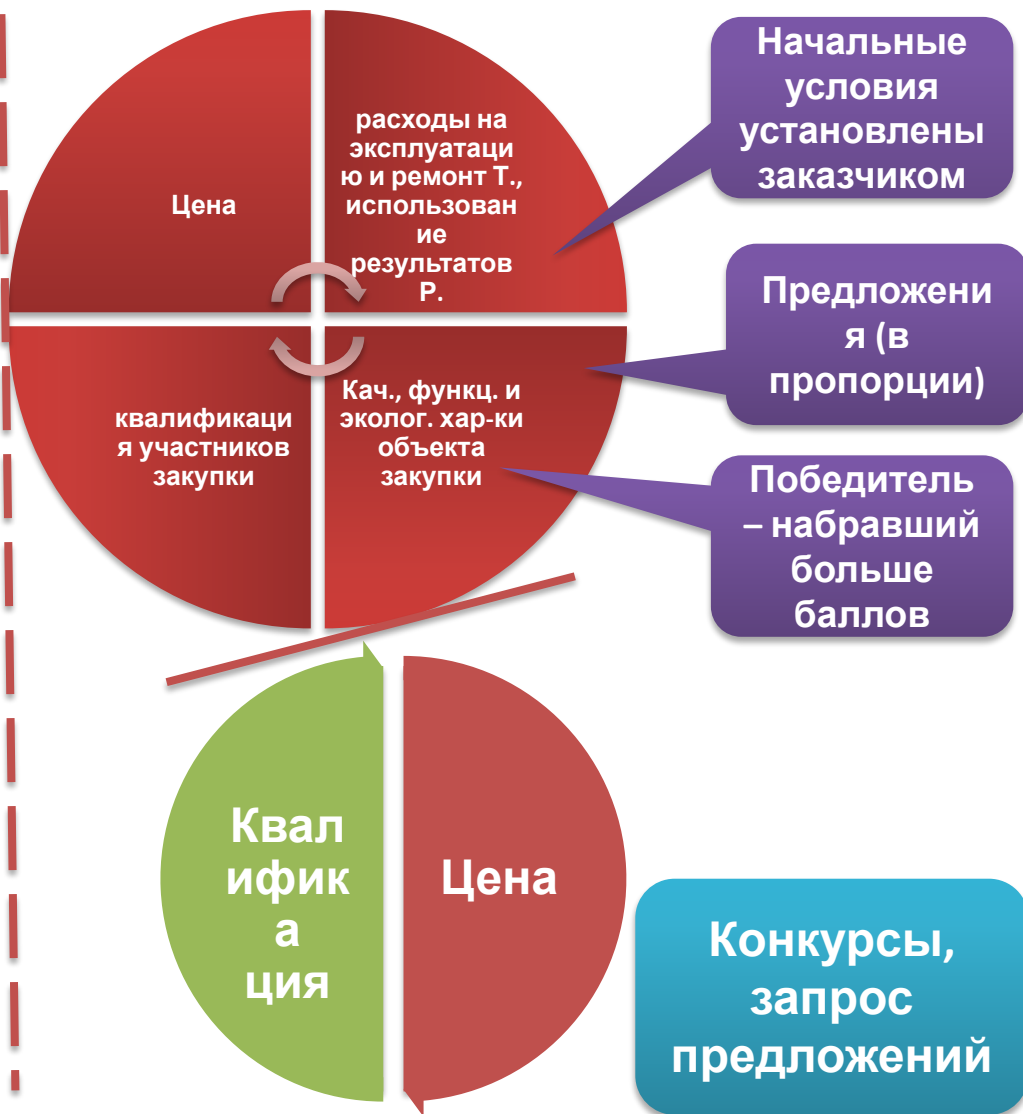 Цена
расходы на
эксплуатаци
ю и ремонт Т.,
использован
ие
результатов
Р.
квалификаци
я участников
закупки
Кач., функц. и
эколог. хар-ки
объекта
закупки
Начальные
условия
установлены
заказчиком
Предложени
я (в
пропорции)
Победитель
– набравший
больше
баллов
Квал
ифик
а
ция
Цена
Конкурсы,
запрос
предложений